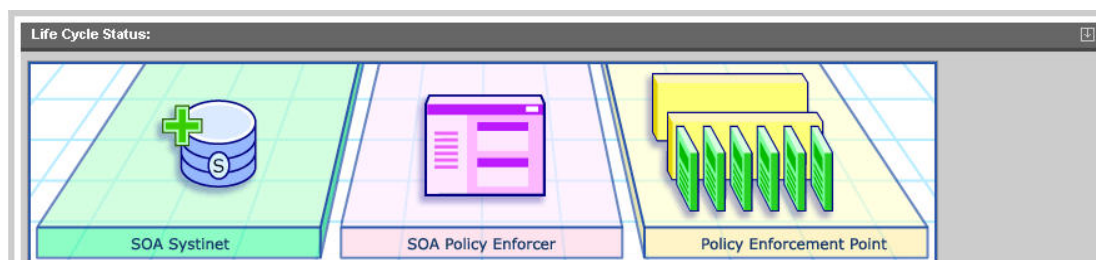 Life Cycle Status:
S
SOA Systinet
SOA Policy Enforcer
Policy Enforcement Point